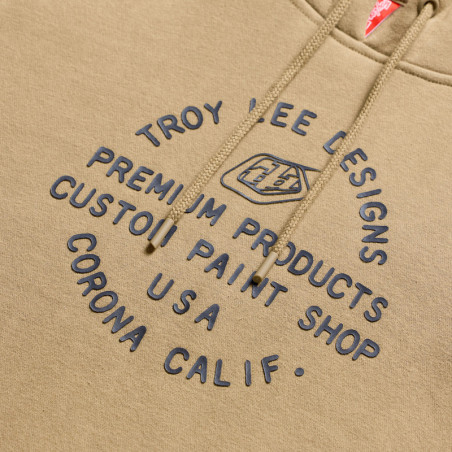 TROY LEE DESIGNS
PREMIUM PRODUCTS
CUSTOM PAINT SHOP
USA
CORONA CALIF.